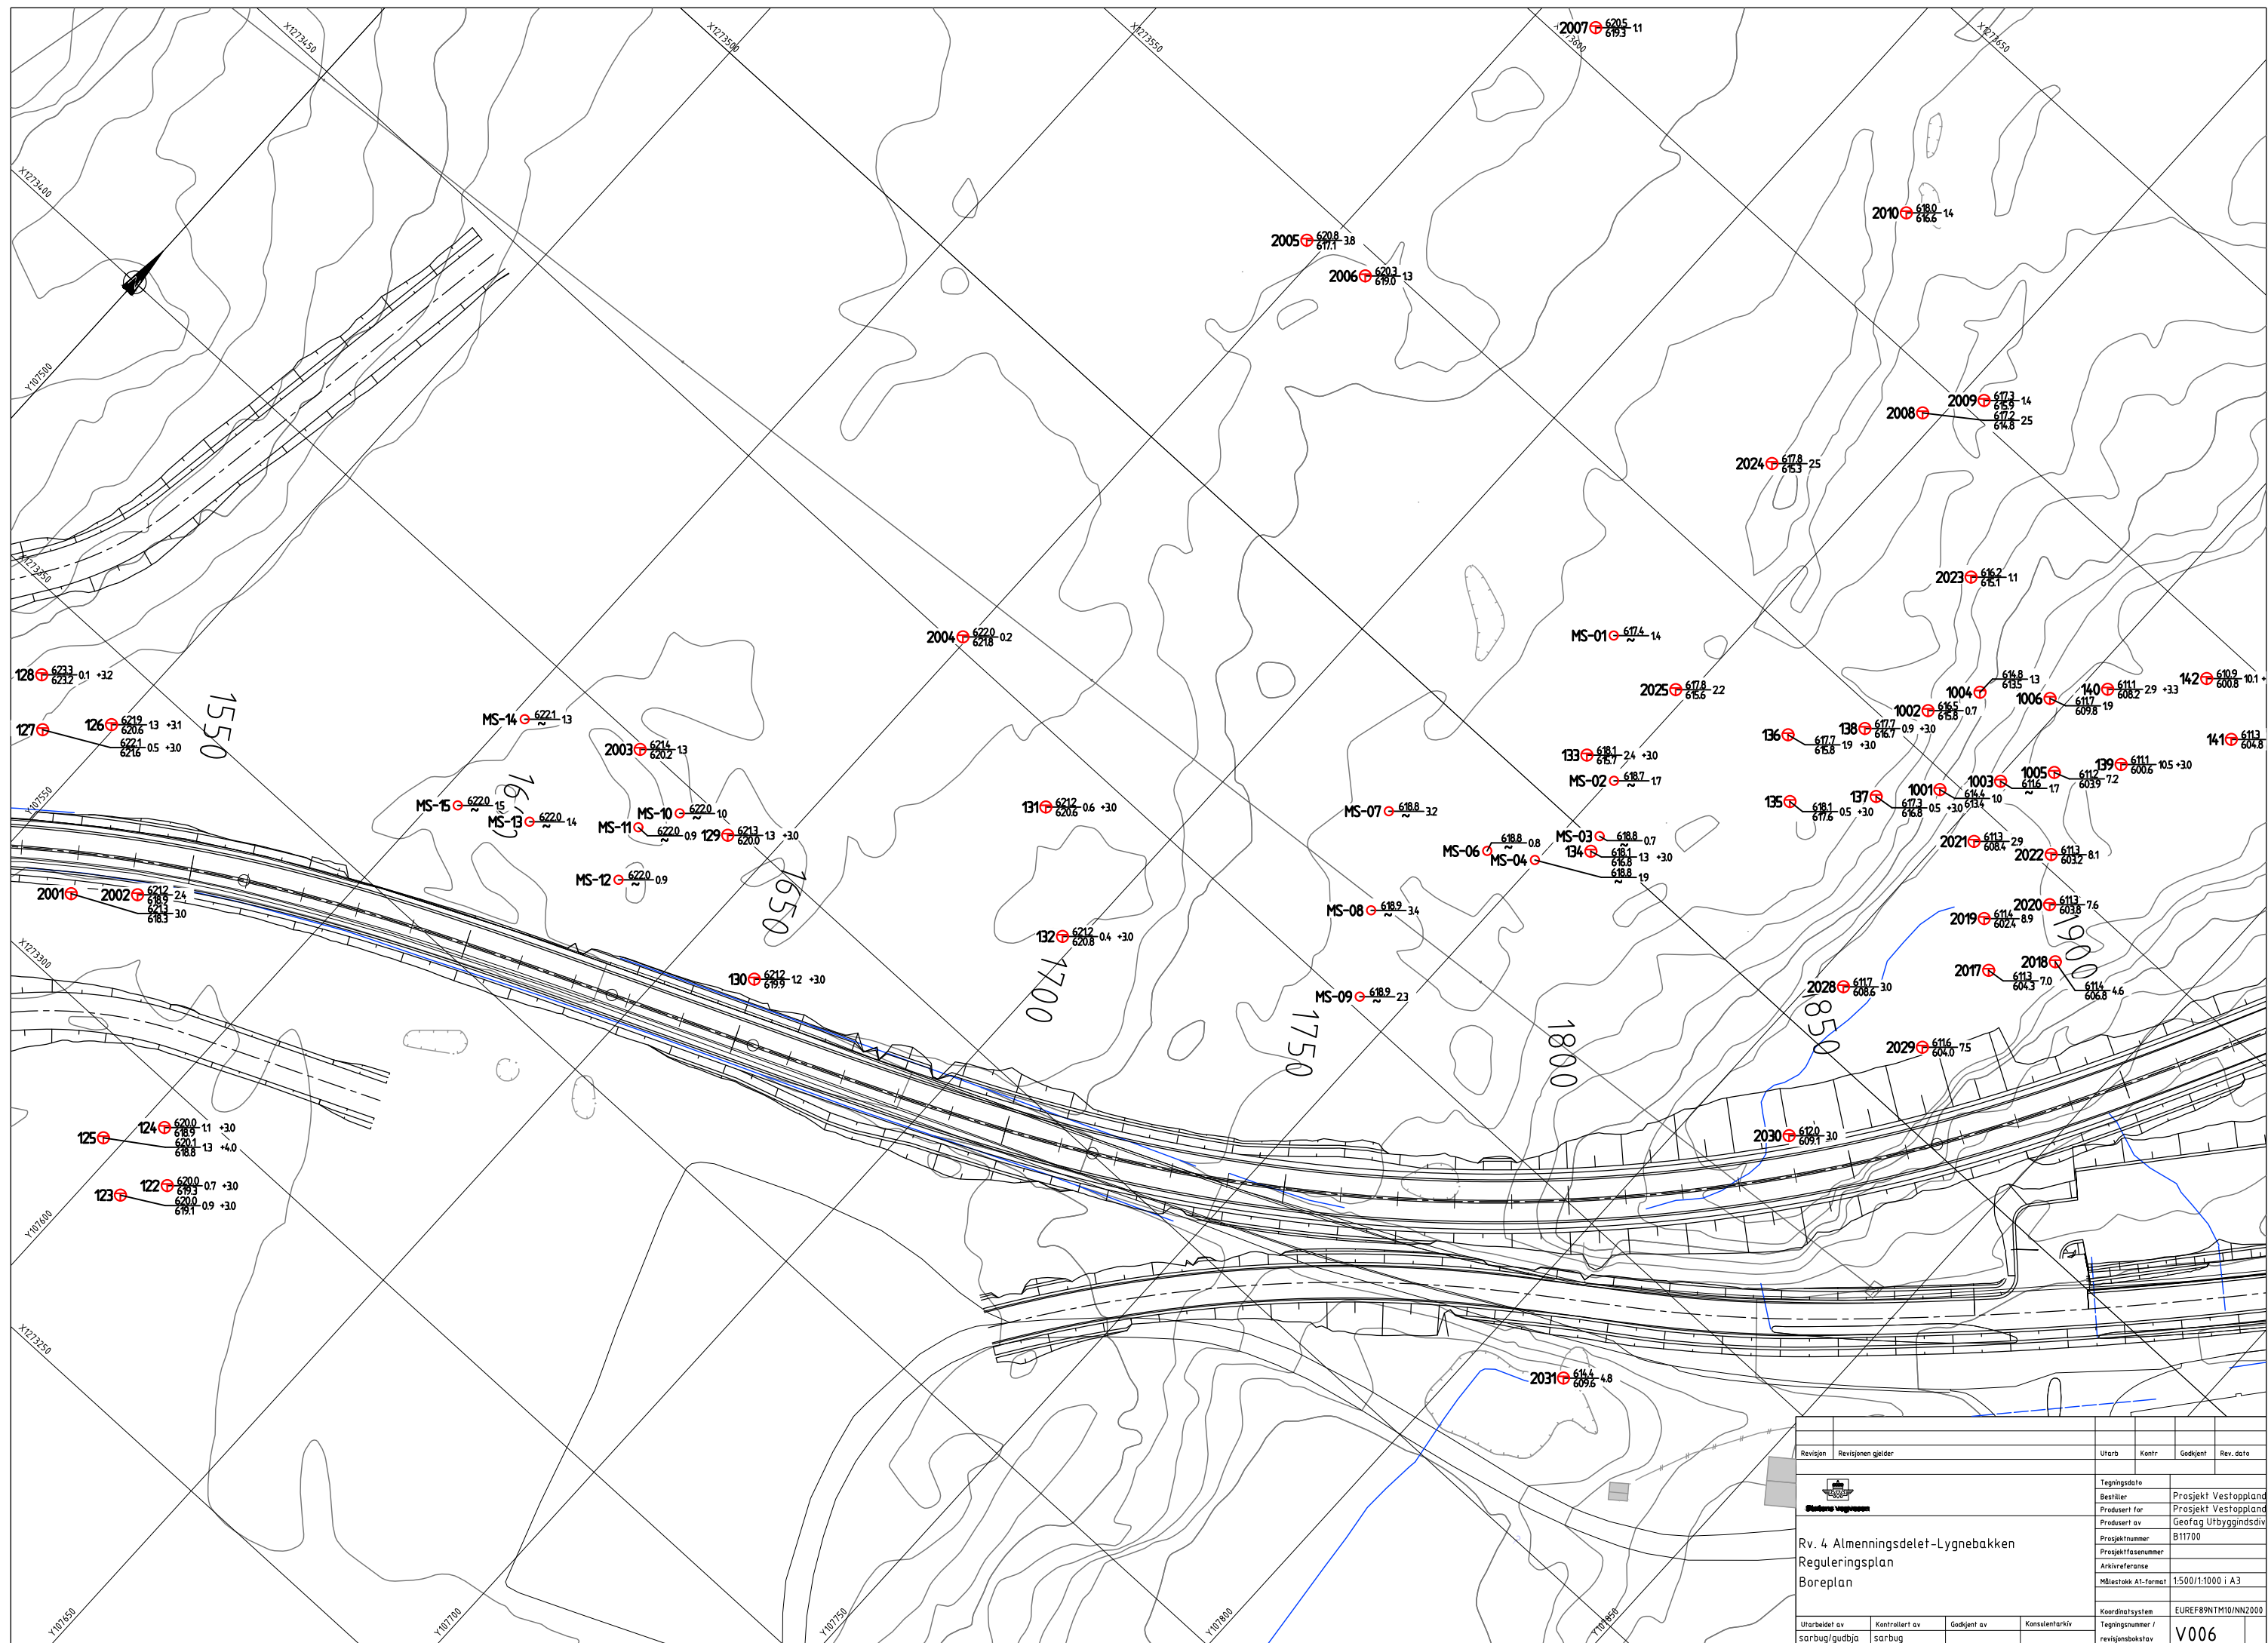 X1273450
X1273500
X1273550
X1273650
2007 620.5 619.3 1.1
X1273400
2010 618.0 616.6 1.4
2005 620.8 617.1 3.8
2006 620.3 619.0 1.3
Y107500
2009 617.3 615.9 1.4
2008 617.2 614.8 2.5
2024 617.8 615.3 2.5
2023 616.2 615.1 1.1
2004 622.0 621.8 0.2
MS-01 617.4 ~ 1.4
128 623.3 623.2 0.1 +3.2
2025 617.8 615.6 2.2
1004 614.8 613.5 1.3
1006 611.7 609.8 1.9
140 611.1 608.2 2.9 +3.3
142 610.9 600.8 10.1 +
1550
127 622.1 621.6 0.5 +3.0
126 621.9 620.6 1.3 +3.1
MS-14 622.1 ~ 1.3
2003 621.4 620.2 1.3
1002 616.5 615.8 0.7
138 617.7 616.7 0.9 +3.0
136 617.7 615.8 1.9 +3.0
141 611.3 604.8
133 618.1 615.7 2.4 +3.0
MS-02 618.7 ~ 1.7
139 611.1 600.6 10.5 +3.0
1005 611.2 603.9 7.2
1003 611.6 ~ 1.7
1001 614.4 613.4 1.0
137 617.3 616.8 0.5 +3.0
135 618.1 617.6 0.5 +3.0
Y107550
MS-15 622.0 ~ 1.5
MS-13 622.0 ~ 1.4
MS-10 622.0 ~ 1.0
MS-11 622.0 ~ 0.9
129 621.3 620.0 1.3 +3.0
131 621.2 620.6 0.6 +3.0
MS-07 618.8 ~ 3.2
MS-03 618.8 ~ 0.7
134 618.1 616.8 1.3 +3.0
MS-06 618.8 ~ 0.8
MS-04 618.8 ~ 1.9
2021 611.3 608.4 2.9
2022 611.3 603.2 8.1
MS-12 622.0 ~ 0.9
2001 621.3 618.3 3.0
2002 621.2 618.9 2.4
1650
MS-08 618.9 ~ 3.4
2020 611.3 603.8 7.6
2019 611.4 602.4 8.9
1900
132 621.2 620.8 0.4 +3.0
X1273300
130 621.2 619.9 1.2 +3.0
1700
MS-09 618.9 ~ 2.3
2018 611.4 606.8 4.6
2017 611.3 604.3 7.0
2028 611.7 608.6 3.0
1750
1800
1850
2029 611.6 604.0 7.5
124 620.0 618.9 1.1 +3.0
125 620.1 618.8 1.3 +4.0
2030 612.0 609.1 3.0
122 620.0 619.3 0.7 +3.0
123 620.0 619.1 0.9 +3.0
Y107600
X1273250
2031 614.4 609.6 4.8
Y107650
Y107700
Y107750
Y107800
Y107850
Revisjon Revisjonen gjelder Utarb Kontr Godkjent Rev. dato
Statens vegvesen
Tegningsdato
Bestiller Prosjekt Vestoppland
Produsert for Prosjekt Vestoppland
Produsert av Geofag Utbyggindsdiv
Prosjektnummer B11700
Prosjektfasenummer
Arkivreferanse
Målestokk A1-format 1:500/1:1000 i A3
Koordinatsystem EUREF89NTM10/NN2000
Rv. 4 Almenningsdelet-Lygnebakken
Reguleringsplan
Boreplan
Utarbeidet av Kontrollert av Godkjent av Konsulentarkiv
sarbug/gudbja sarbug
Tegningsnummer / revisjonsbokstav V006